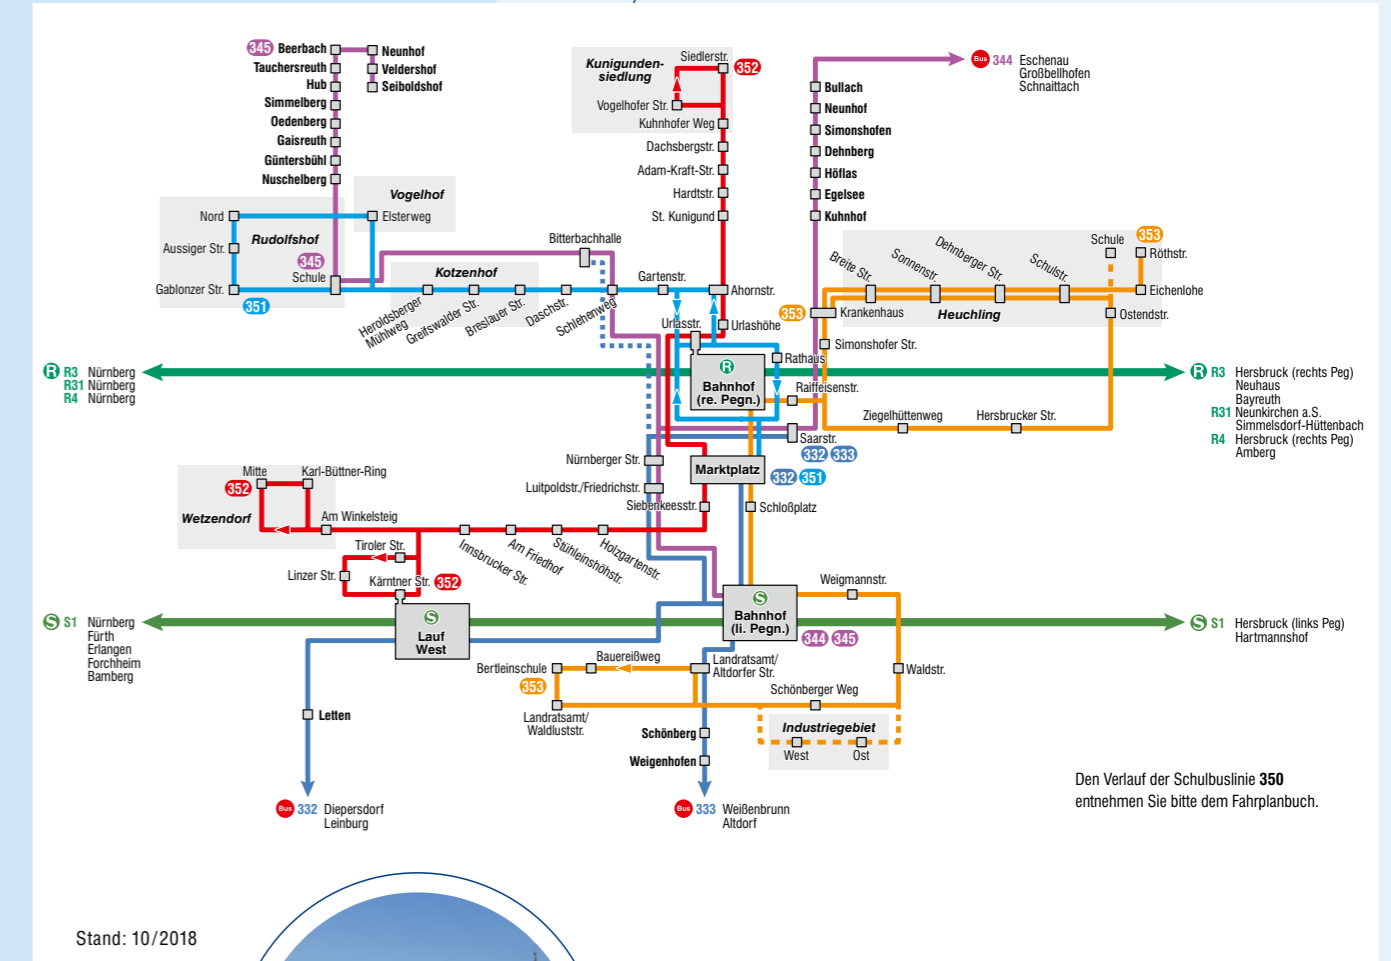 345 Beerbach
Tauchersreuth
Hub
Simmelberg
Oedenberg
Gaisreuth
Güntersbühl
Nuschelberg
Neunhof
Veldershof
Seiboldshof
Kunigunden-
siedlung
Siedlerstr.
352
Vogelhofer Str.
Kuhnhofer Weg
Dachsbergstr.
Adam-Kraft-Str.
Hardtstr.
St. Kunigund
Bus 344 Eschenau
Großbellhofen
Schnaittach
Bullach
Neunhof
Simonshofen
Dehnberg
Höflas
Egelsee
Kuhnhof
Vogelhof
Elsterweg
Nord
Rudolfshof
Aussiger Str.
345
Schule
Gablonzer Str.
351
Kotzenhof
Heroldsberger
Mühlweg
Greifswalder Str.
Breslauer Str.
Daschstr.
Schlehenweg
Bitterbachhalle
Gartenstr.
Ahornstr.
Urlasstr.
Urlashöhe
353
Krankenhaus
Breite Str.
Sonnenstr.
Dehnberger Str.
Schulstr.
Schule
353
Röthstr.
Eichenlohe
Heuchling
Ostendstr.
Simonshofer Str.
Rathaus
Raiffeisenstr.
Ziegelhüttenweg
Hersbrucker Str.
R R3 Nürnberg
R31 Nürnberg
R4 Nürnberg
R
Bahnhof
(re. Pegn.)
R R3 Hersbruck (rechts Peg)
Neuhaus
Bayreuth
R31 Neunkirchen a.S.
Simmelsdorf-Hüttenbach
R4 Hersbruck (rechts Peg)
Amberg
Saarstr.
332 333
Nürnberger Str.
Marktplatz
332 351
Luitpoldstr./Friedrichstr.
Siebenkeesstr.
Schloßplatz
Mitte
Karl-Büttner-Ring
352
Wetzendorf
Am Winkelsteig
Tiroler Str.
Linzer Str.
Kärntner Str. 352
Innsbrucker Str.
Am Friedhof
Stühleinshöhstr.
Holzgartenstr.
S
Lauf
West
S
Bahnhof
(li. Pegn.)
344 345
Weigmannstr.
S S1 Nürnberg
Fürth
Erlangen
Forchheim
Bamberg
S S1 Hersbruck (links Peg)
Hartmannshof
Bertleinschule
Bauereißweg
Landratsamt/
Altdorfer Str.
353
Landratsamt/
Waldluststr.
Schönberger Weg
Waldstr.
Industriegebiet
West
Ost
Letten
Schönberg
Weigenhofen
Bus 332 Diepersdorf
Leinburg
Bus 333 Weißenbrunn
Altdorf
Den Verlauf der Schulbuslinie 350
entnehmen Sie bitte dem Fahrplanbuch.
Stand: 10/2018